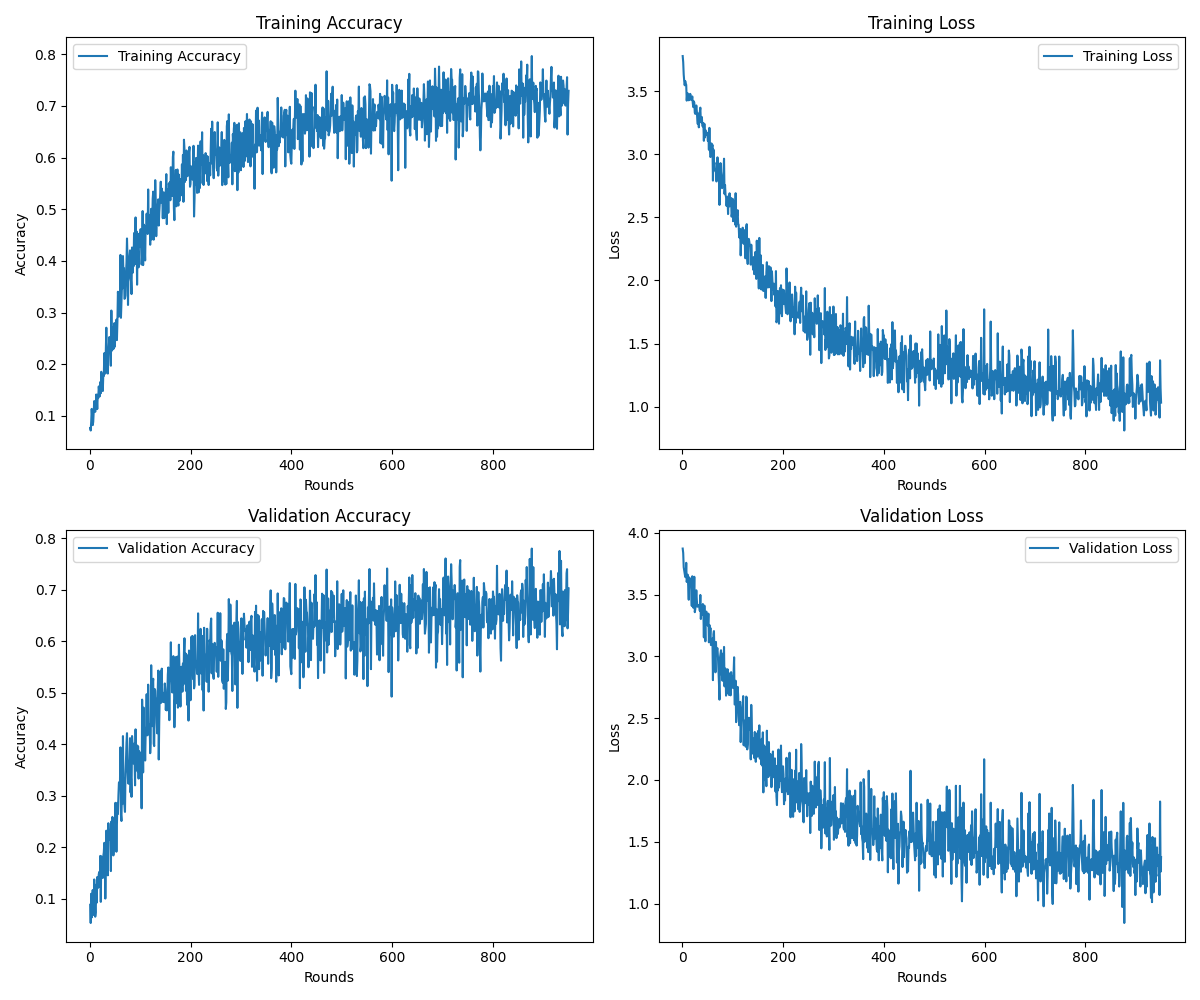 Training Accuracy
Training Accuracy
0.8
0.7
0.6
0.5
0.4
0.3
0.2
0.1
Accuracy
0 200 400 600 800
Rounds
Training Loss
Training Loss
3.5
3.0
2.5
2.0
1.5
1.0
Loss
0 200 400 600 800
Rounds
Validation Accuracy
Validation Accuracy
0.8
0.7
0.6
0.5
0.4
0.3
0.2
0.1
Accuracy
0 200 400 600 800
Rounds
Validation Loss
Validation Loss
4.0
3.5
3.0
2.5
2.0
1.5
1.0
Loss
0 200 400 600 800
Rounds